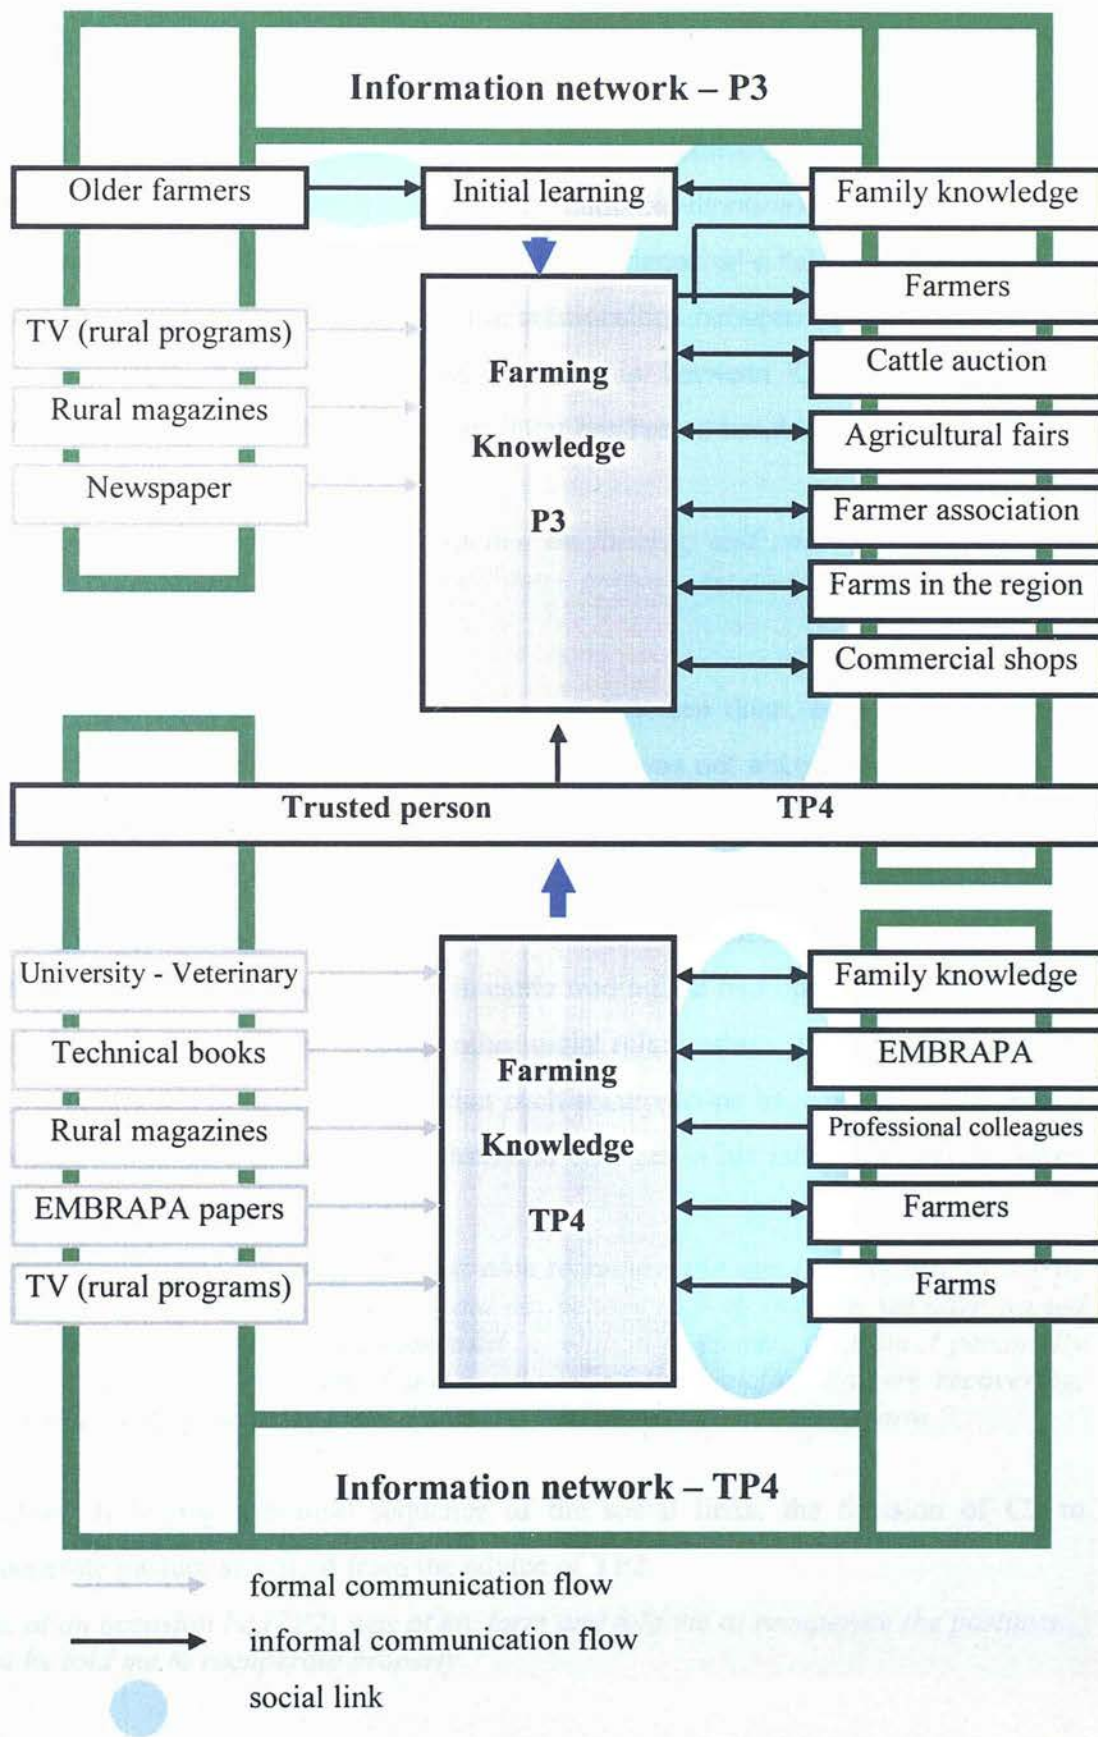 Information network – P3
Older farmers
Initial learning
Family knowledge
TV (rural programs)
Rural magazines
Newspaper
Farming
Knowledge
P3
Farmers
Cattle auction
Agricultural fairs
Farmer association
Farms in the region
Commercial shops
Trusted person TP4
University - Veterinary
Technical books
Rural magazines
EMBRAPA papers
TV (rural programs)
Farming
Knowledge
TP4
Family knowledge
EMBRAPA
Professional colleagues
Farmers
Farms
Information network – TP4
formal communication flow
informal communication flow
social link